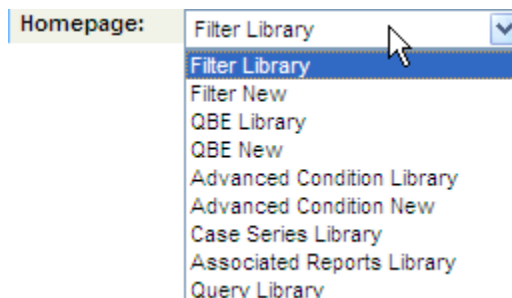 Homepage: Filter Library
Filter Library
Filter New
QBE Library
QBE New
Advanced Condition Library
Advanced Condition New
Case Series Library
Associated Reports Library
Query Library